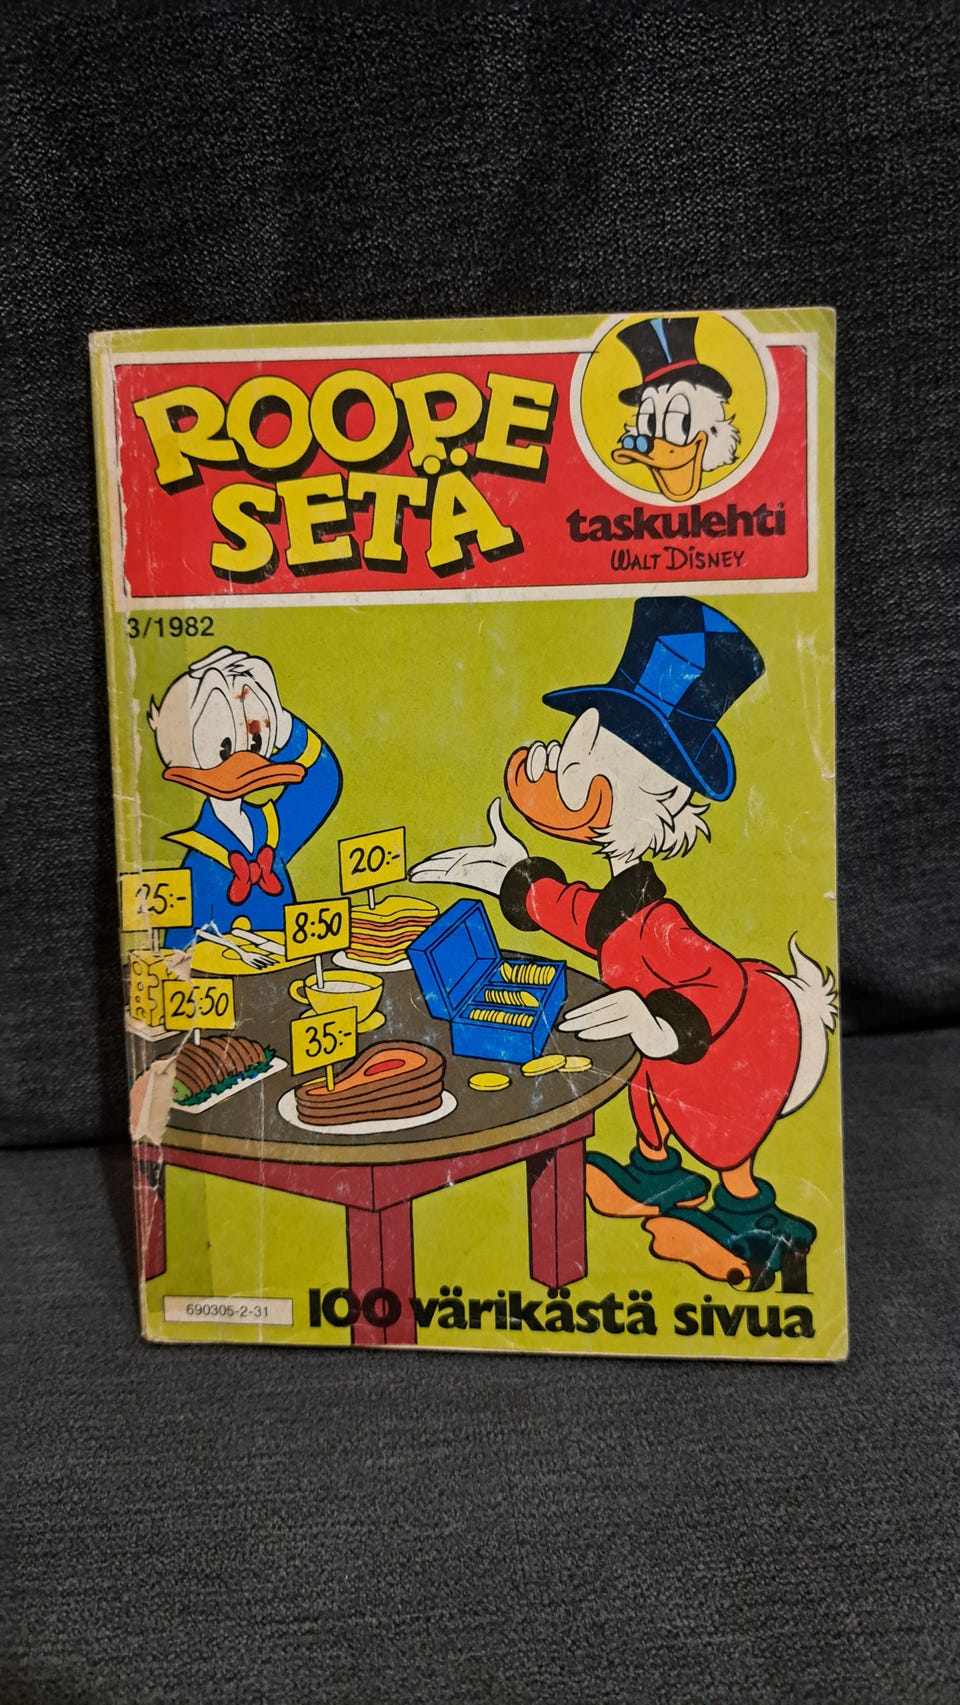 ROOPE
SETÄ
taskulehti
WALT DISNEY
3/1982
20:-
25:-
8:50
25:50
35:-
31
690305-2-31
100 värikästä sivua